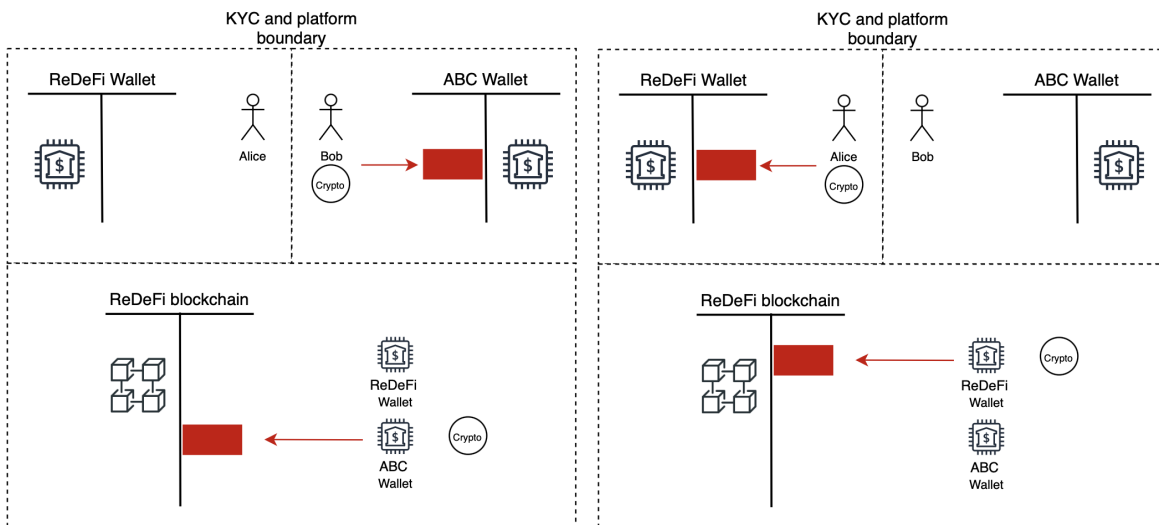 KYC and platform
boundary
ReDeFi Wallet
ABC Wallet
$
$
Alice
Bob
Crypto
ReDeFi blockchain
$
ReDeFi
Wallet
$
Crypto
ABC
Wallet
KYC and platform
boundary
ReDeFi Wallet
ABC Wallet
$
$
Alice
Bob
Crypto
ReDeFi blockchain
$
Crypto
ReDeFi
Wallet
$
ABC
Wallet